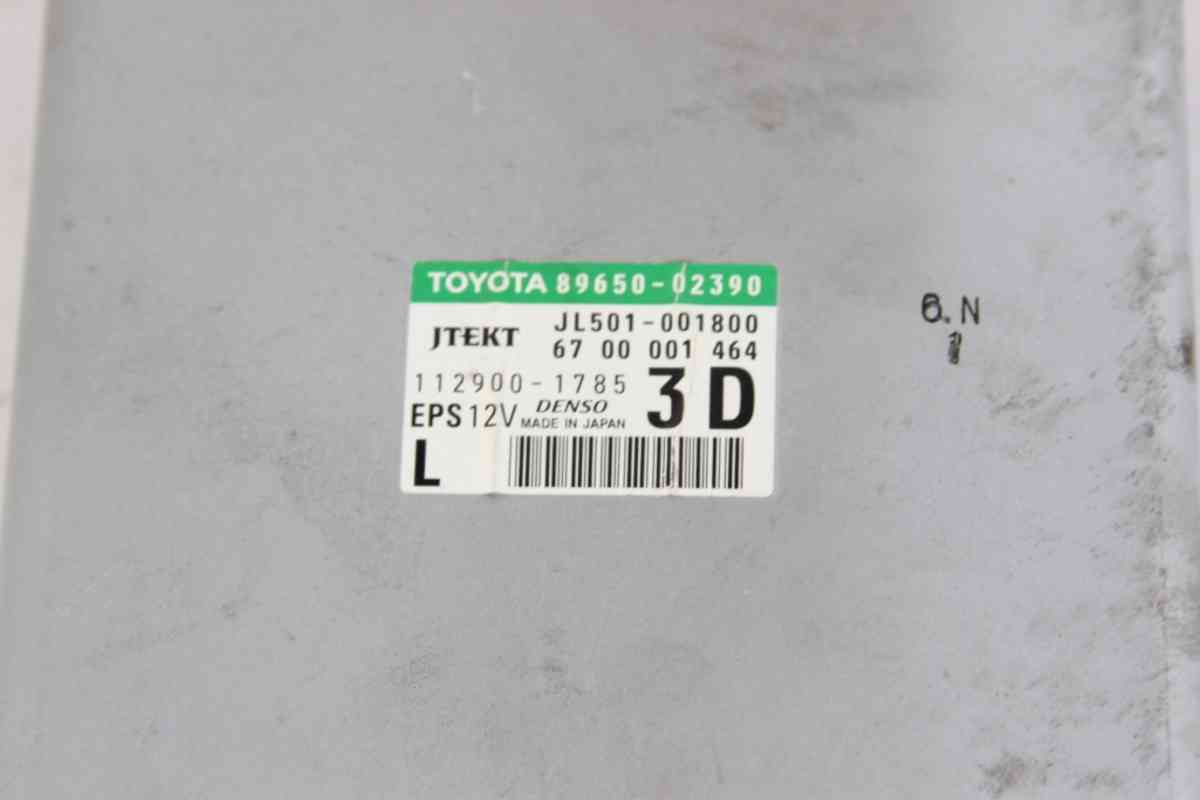 TOYOTA 89650-02390
JTEKT JL501-001800
67 00 001 464
112900-1785 3D
EPS 12V DENSO
MADE IN JAPAN
L
6.N